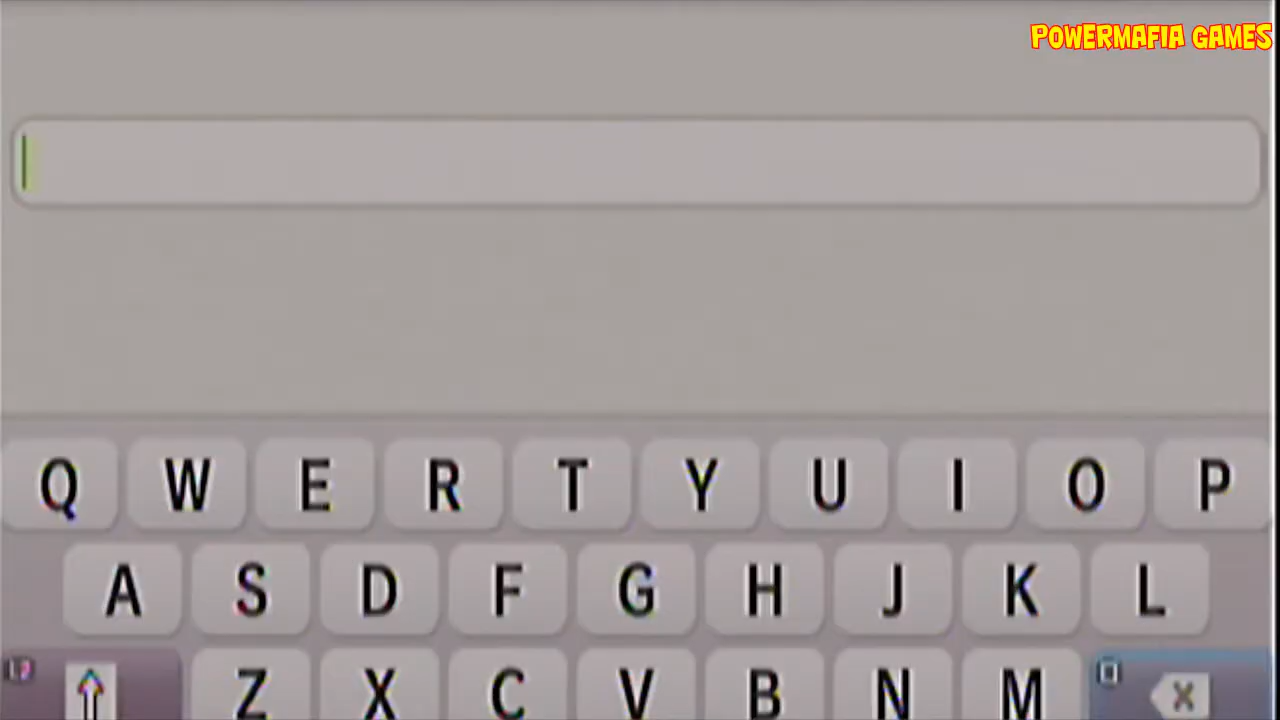 POWERMAFIA GAMES
Q W E R T Y U I O P
A S D F G H J K L
Z X C V B N M